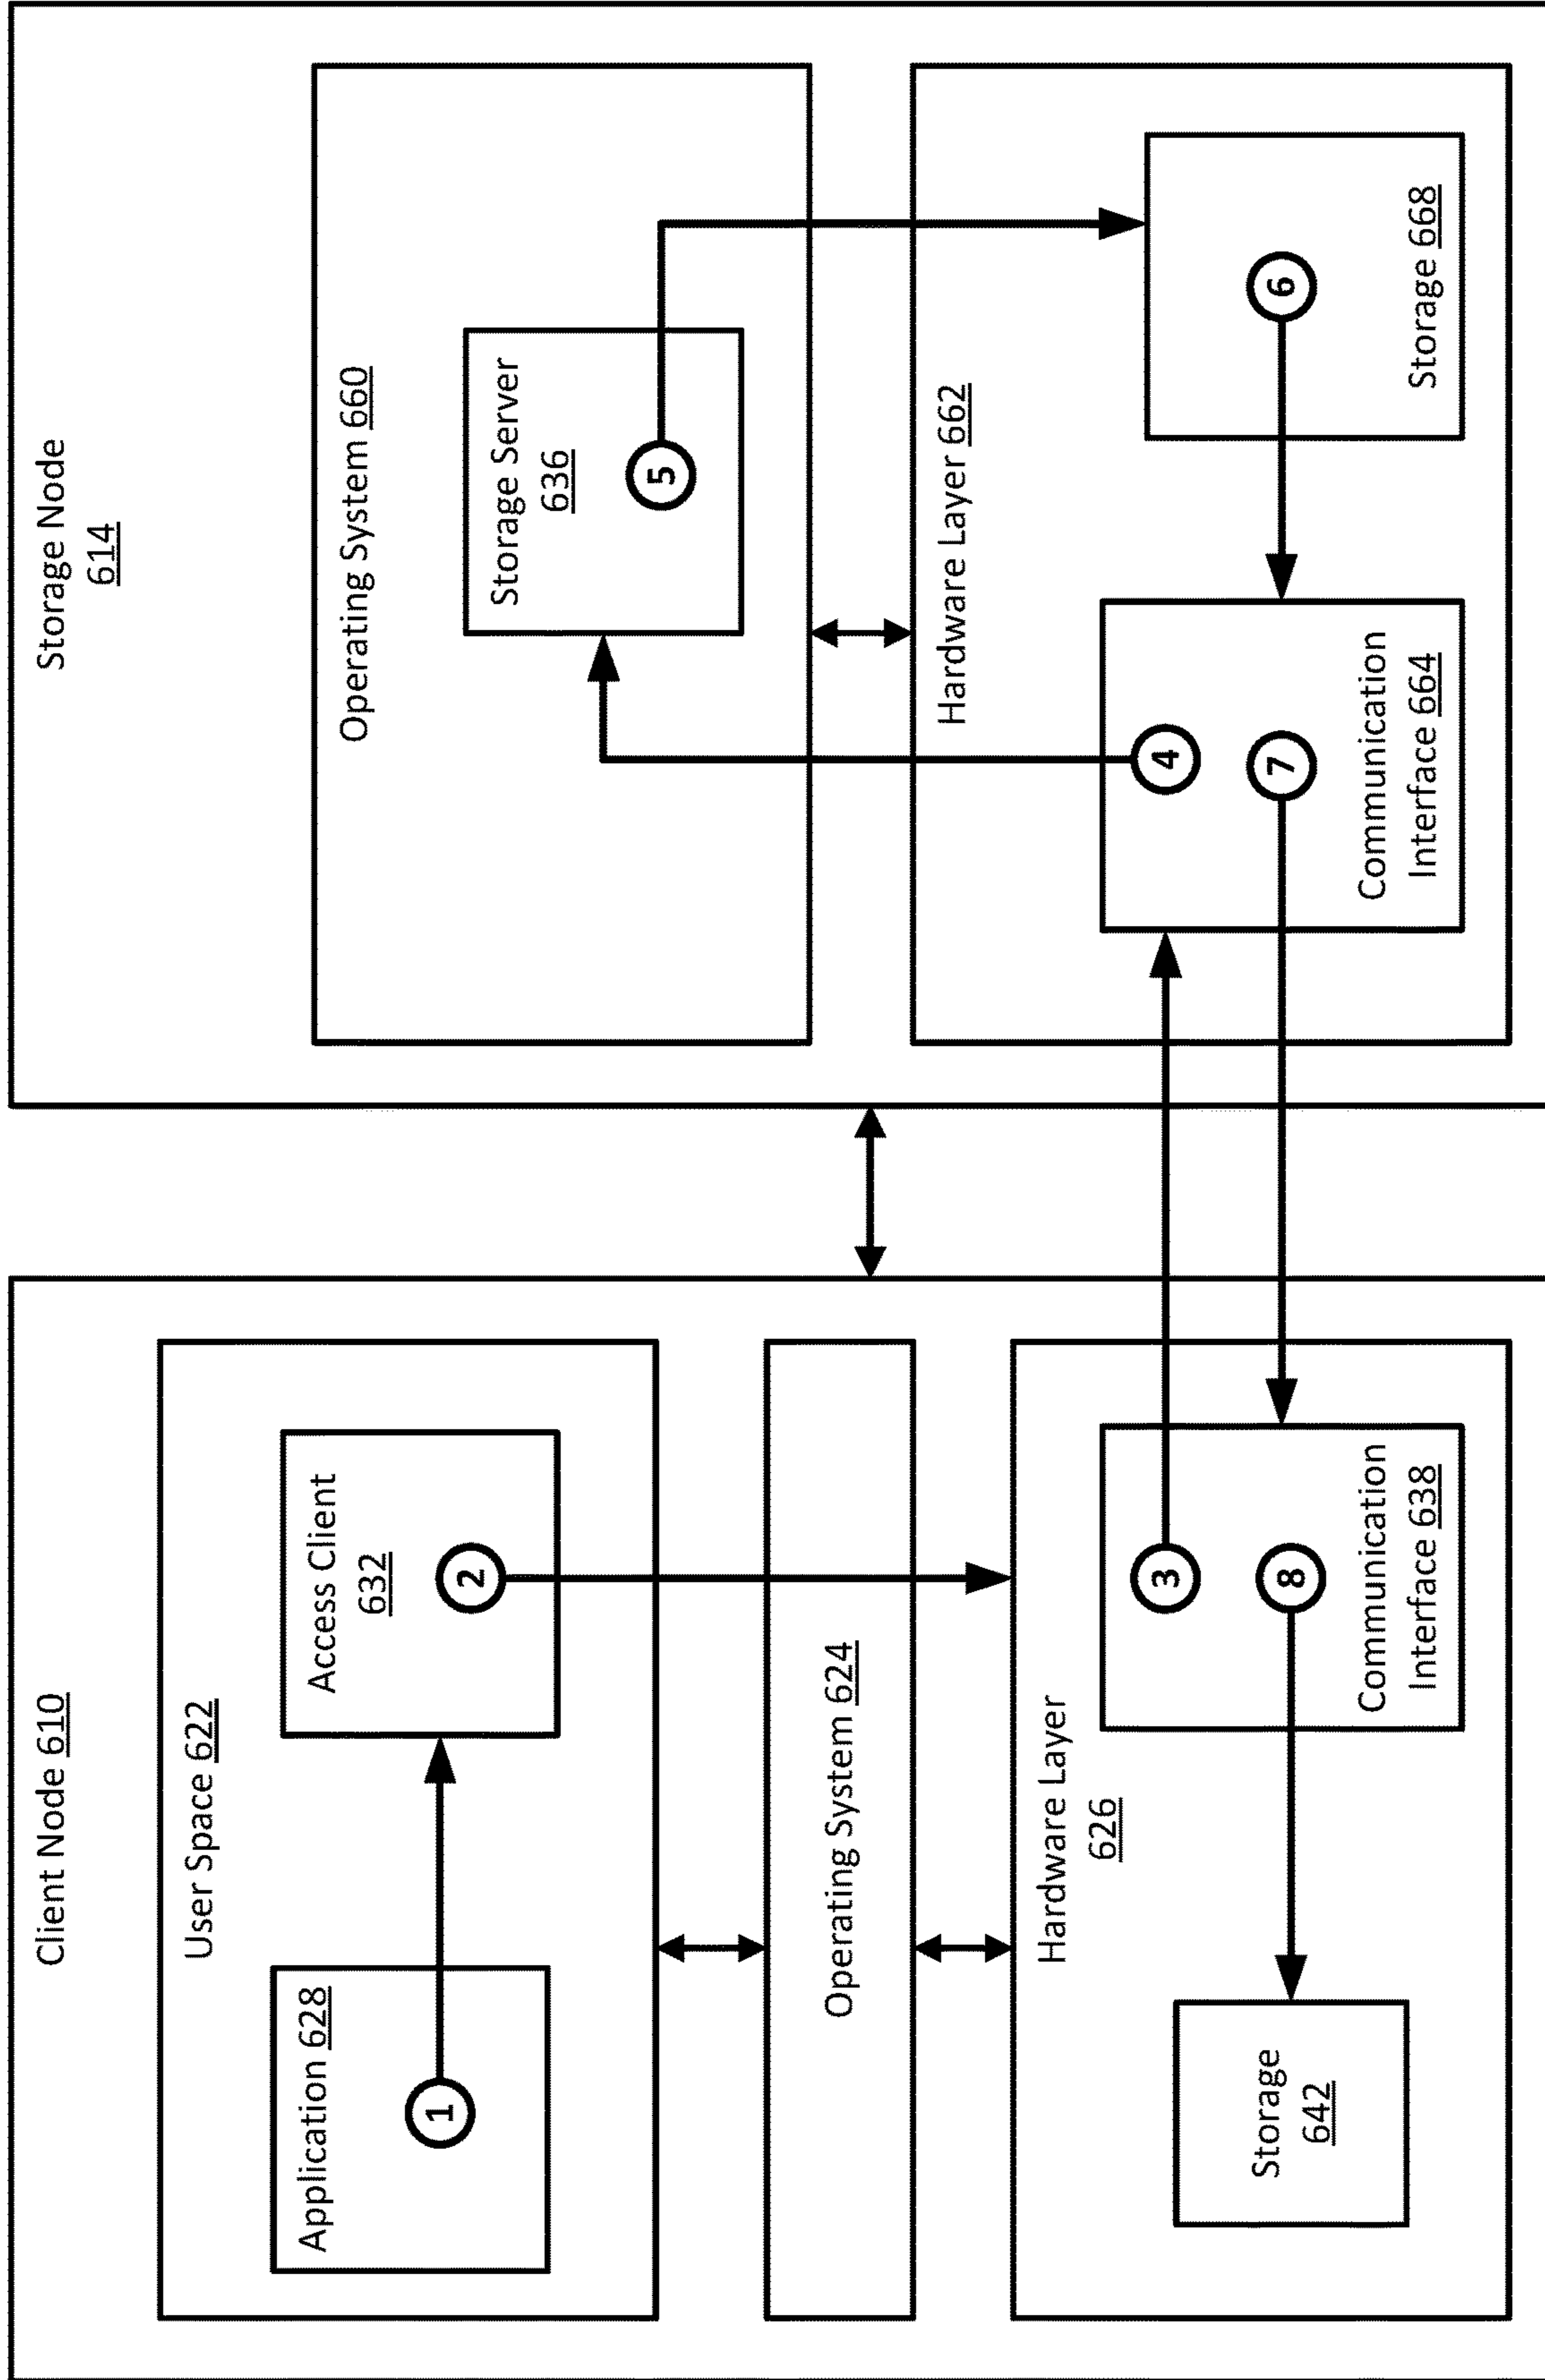 Client Node 610
User Space 622
Application 628
1
Access Client
632
2
Operating System 624
Hardware Layer
626
Storage
642
3
8
Communication
Interface 638
Storage Node
614
Operating System 660
Storage Server
636
5
Hardware Layer 662
4
7
Communication
Interface 664
6
Storage 668